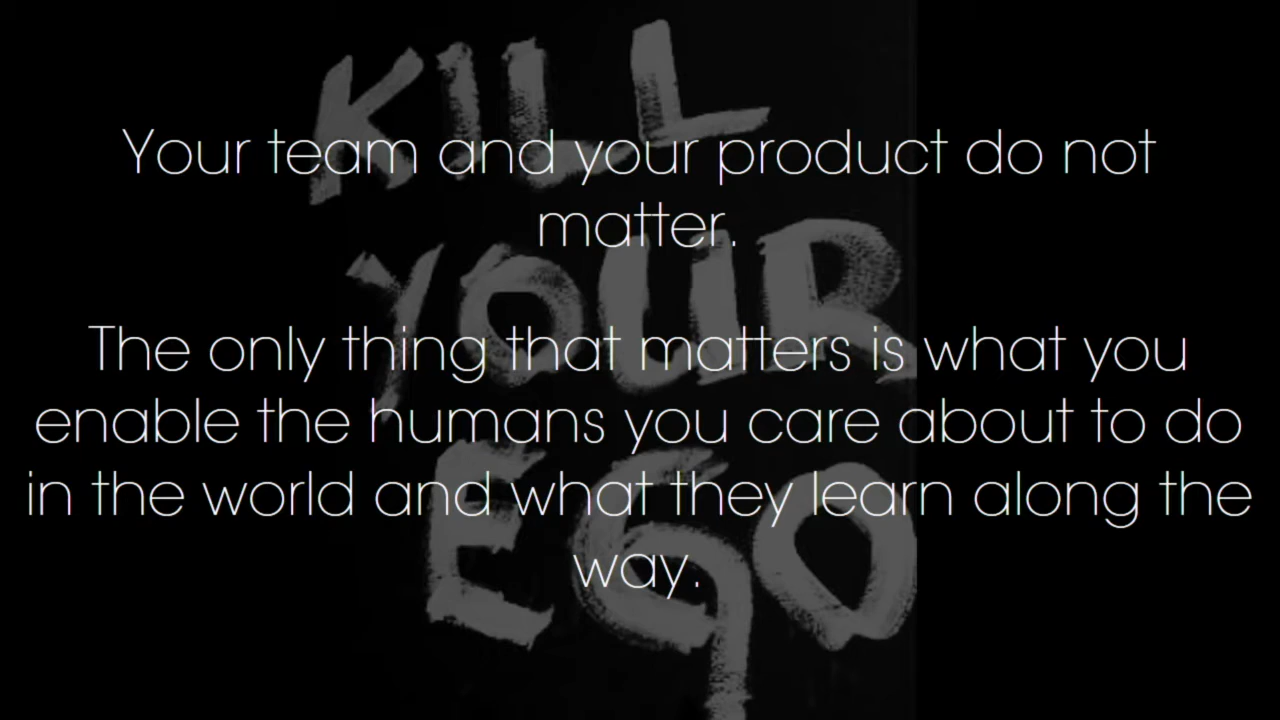 KILL
YOUR
EGO
Your team and your product do not
matter.
The only thing that matters is what you
enable the humans you care about to do
in the world and what they learn along the
way.